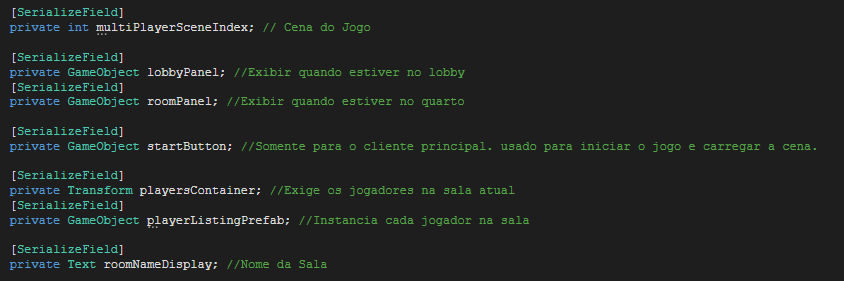 [SerializeField]
private int multiPlayerSceneIndex; // Cena do Jogo
[SerializeField]
private GameObject lobbyPanel; //Exibir quando estiver no lobby
[SerializeField]
private GameObject roomPanel; //Exibir quando estiver no quarto
[SerializeField]
private GameObject startButton; //Somente para o cliente principal. usado para iniciar o jogo e carregar a cena.
[SerializeField]
private Transform playersContainer; //Exige os jogadores na sala atual
[SerializeField]
private GameObject playerListingPrefab; //Instancia cada jogador na sala
[SerializeField]
private Text roomNameDisplay; //Nome da Sala